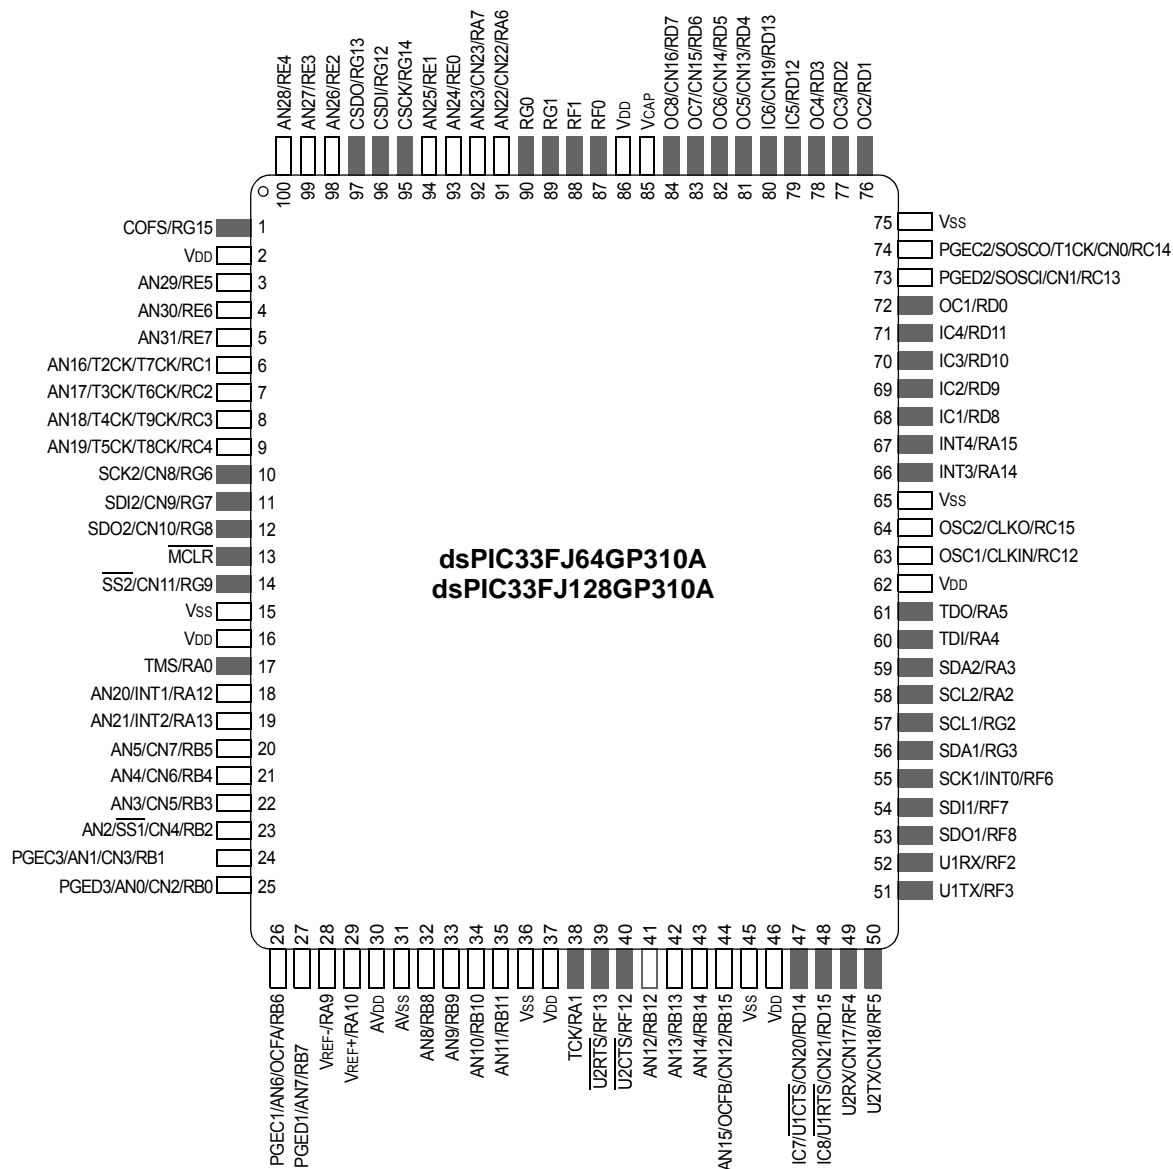 AN28/RE4
AN27/RE3
AN26/RE2
CSDO/RG13
CSDI/RG12
CSCK/RG14
AN25/RE1
AN24/RE0
AN23/CN23/RA7
AN22/CN22/RA6
RG0
RG1
RF1
RF0
VDD
VCAP
OC8/CN16/RD7
OC7/CN15/RD6
OC6/CN14/RD5
OC5/CN13/RD4
IC6/CN19/RD13
IC5/RD12
OC4/RD3
OC3/RD2
OC2/RD1
100
99
98
97
96
95
94
93
92
91
90
89
88
87
86
85
84
83
82
81
80
79
78
77
76
COFS/RG15 1
VDD 2
AN29/RE5 3
AN30/RE6 4
AN31/RE7 5
AN16/T2CK/T7CK/RC1 6
AN17/T3CK/T6CK/RC2 7
AN18/T4CK/T9CK/RC3 8
AN19/T5CK/T8CK/RC4 9
SCK2/CN8/RG6 10
SDI2/CN9/RG7 11
SDO2/CN10/RG8 12
MCLR 13
SS2/CN11/RG9 14
VSS 15
VDD 16
TMS/RA0 17
AN20/INT1/RA12 18
AN21/INT2/RA13 19
AN5/CN7/RB5 20
AN4/CN6/RB4 21
AN3/CN5/RB3 22
AN2/SS1/CN4/RB2 23
PGEC3/AN1/CN3/RB1 24
PGED3/AN0/CN2/RB0 25
dsPIC33FJ64GP310A
dsPIC33FJ128GP310A
75 VSS
74 PGEC2/SOSCO/T1CK/CN0/RC14
73 PGED2/SOSCI/CN1/RC13
72 OC1/RD0
71 IC4/RD11
70 IC3/RD10
69 IC2/RD9
68 IC1/RD8
67 INT4/RA15
66 INT3/RA14
65 VSS
64 OSC2/CLKO/RC15
63 OSC1/CLKIN/RC12
62 VDD
61 TDO/RA5
60 TDI/RA4
59 SDA2/RA3
58 SCL2/RA2
57 SCL1/RG2
56 SDA1/RG3
55 SCK1/INT0/RF6
54 SDI1/RF7
53 SDO1/RF8
52 U1RX/RF2
51 U1TX/RF3
26
27
28
29
30
31
32
33
34
35
36
37
38
39
40
41
42
43
44
45
46
47
48
49
50
PGEC1/AN6/OCFA/RB6
PGED1/AN7/RB7
VREF-/RA9
VREF+/RA10
AVDD
AVSS
AN8/RB8
AN9/RB9
AN10/RB10
AN11/RB11
VSS
VDD
TCK/RA1
U2RTS/RF13
U2CTS/RF12
AN12/RB12
AN13/RB13
AN14/RB14
AN15/OCFB/CN12/RB15
VSS
VDD
IC7/U1CTS/CN20/RD14
IC8/U1RTS/CN21/RD15
U2RX/CN17/RF4
U2TX/CN18/RF5